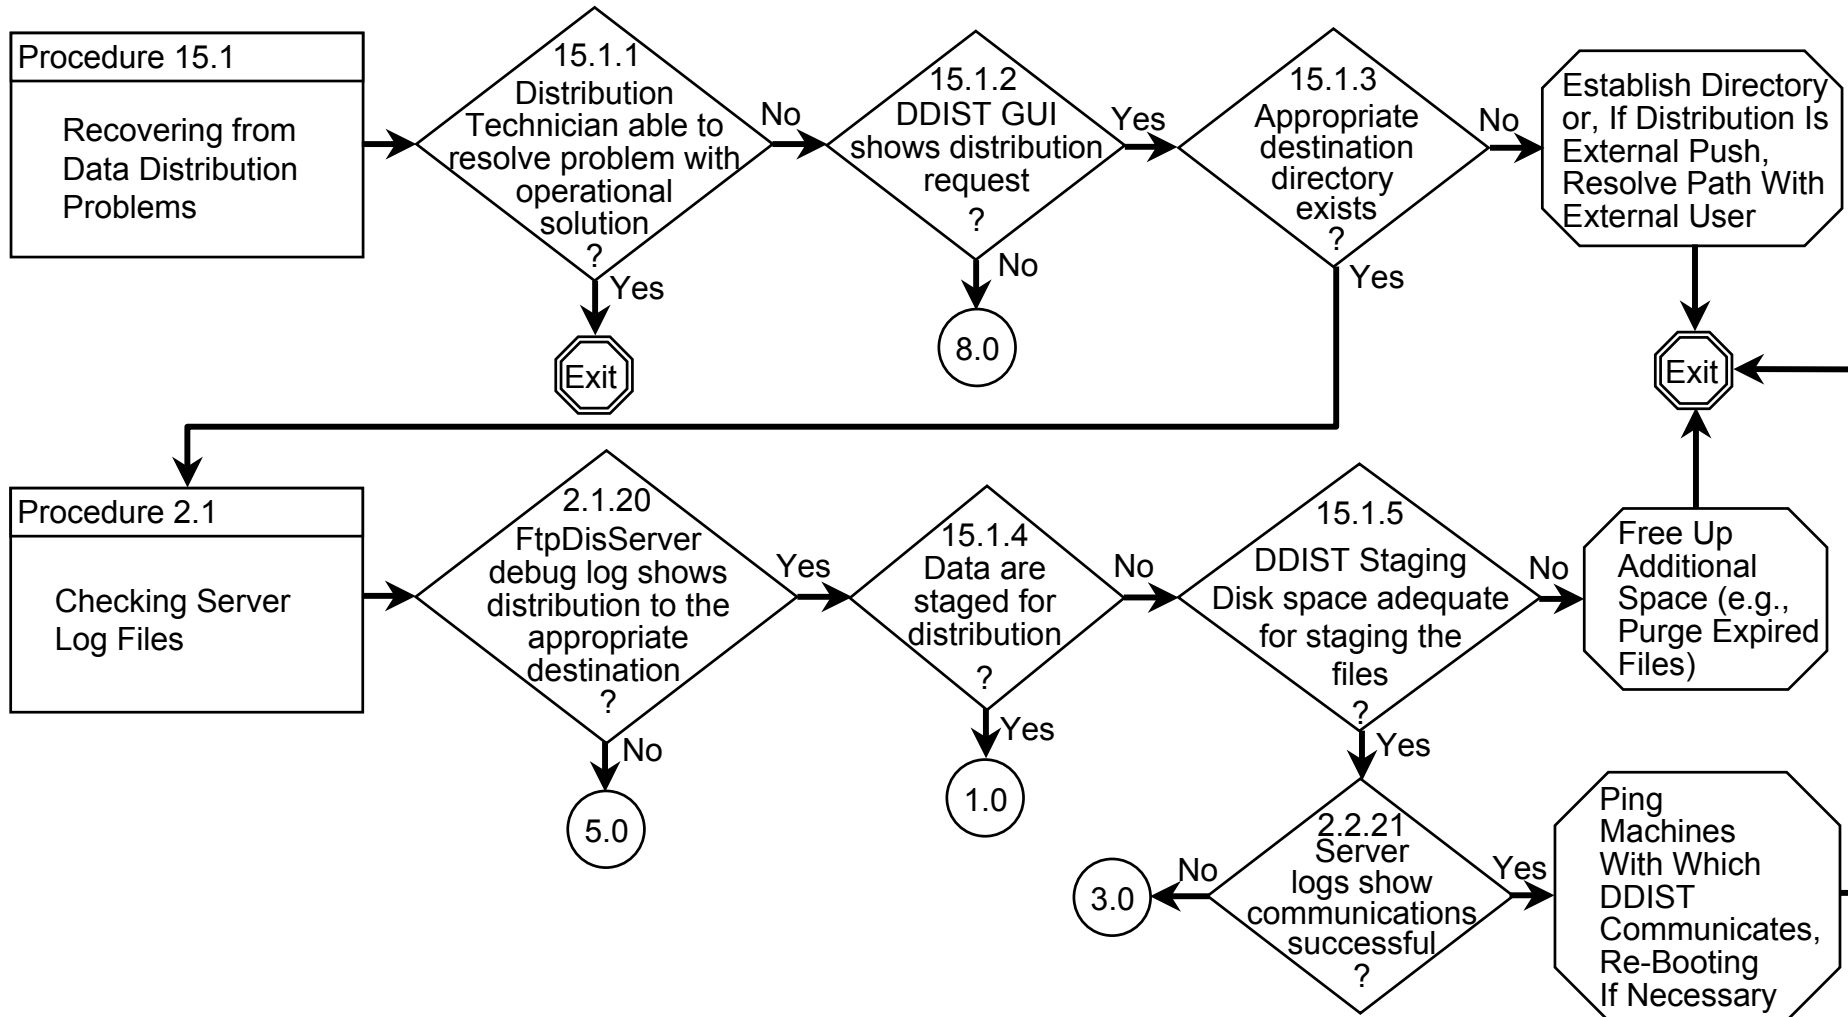 Procedure 15.1
Recovering from
Data Distribution
Problems
15.1.1
Distribution
Technician able to
resolve problem with
operational
solution
?
No
Yes
Exit
15.1.2
DDIST GUI
shows distribution
request
?
Yes
No
8.0
15.1.3
Appropriate
destination
directory
exists
?
No
Yes
Establish Directory
or, If Distribution Is
External Push,
Resolve Path With
External User
Exit
Procedure 2.1
Checking Server
Log Files
2.1.20
FtpDisServer
debug log shows
distribution to the
appropriate
destination
?
Yes
No
5.0
15.1.4
Data are
staged for
distribution
?
No
Yes
1.0
15.1.5
DDIST Staging
Disk space adequate
for staging the
files
?
No
Yes
Free Up
Additional
Space (e.g.,
Purge Expired
Files)
2.2.21
Server
logs show
communications
successful
?
No
3.0
Yes
Ping
Machines
With Which
DDIST
Communicates,
Re-Booting
If Necessary